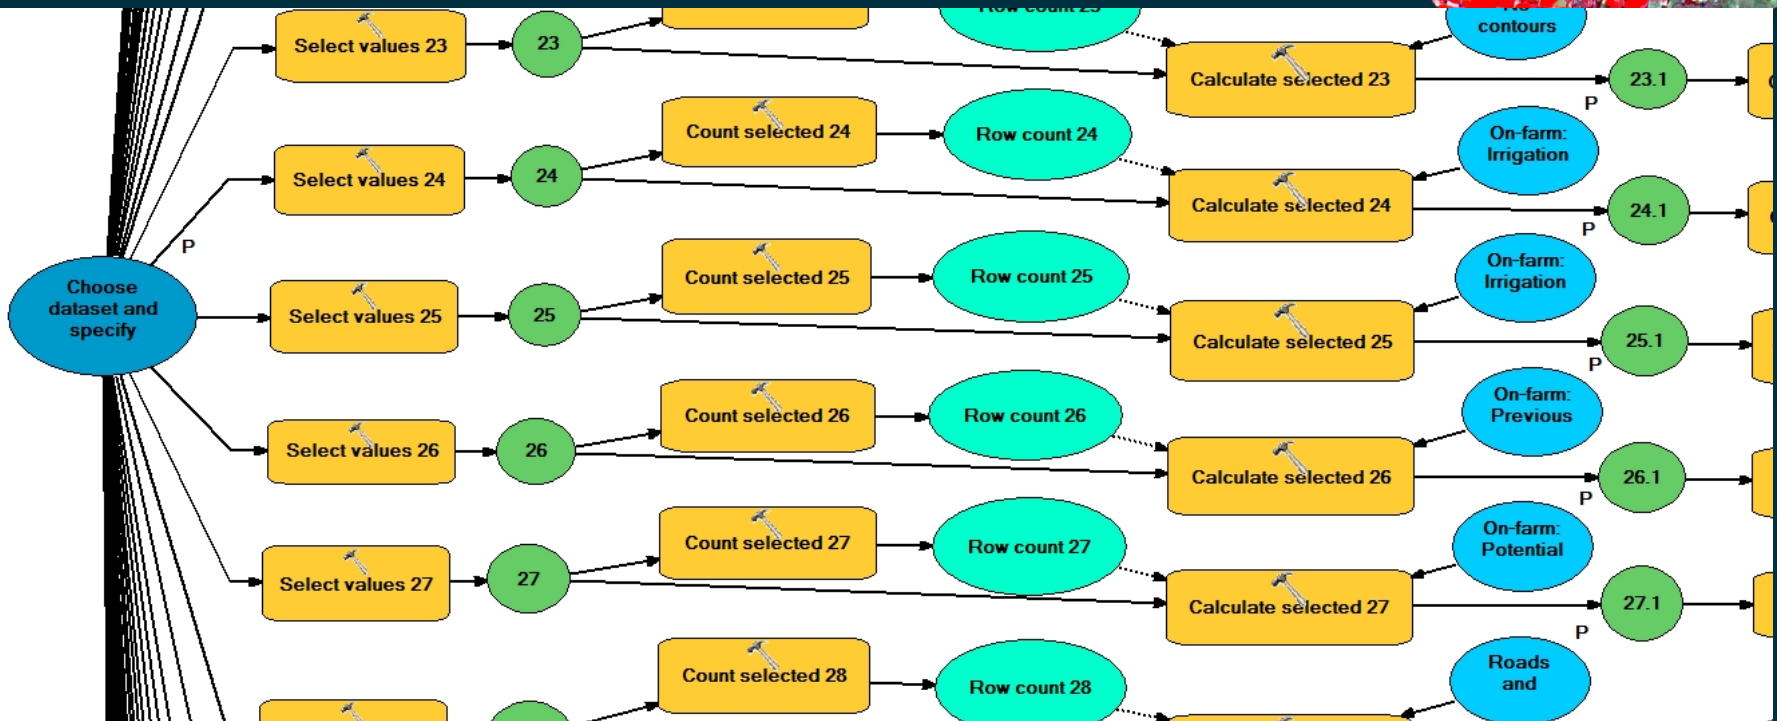 Row count 23
No
contours
Select values 23
23
Calculate selected 23
23.1
P
Count selected 24
Row count 24
On-farm:
Irrigation
Select values 24
24
Calculate selected 24
24.1
P
P
Choose
dataset and
specify
Count selected 25
Row count 25
On-farm:
Irrigation
Select values 25
25
Calculate selected 25
25.1
P
Count selected 26
Row count 26
On-farm:
Previous
Select values 26
26
Calculate selected 26
26.1
P
Count selected 27
Row count 27
On-farm:
Potential
Select values 27
27
Calculate selected 27
27.1
P
Count selected 28
Row count 28
Roads
and